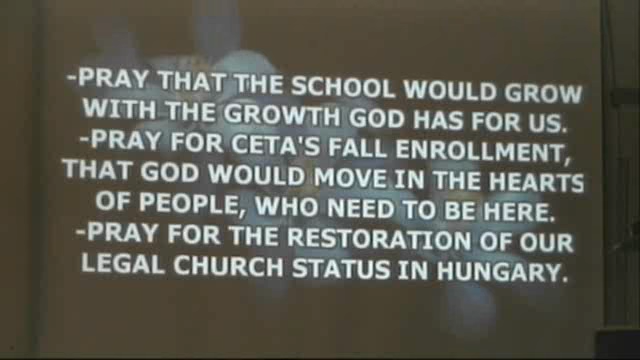 -PRAY THAT THE SCHOOL WOULD GROW
WITH THE GROWTH GOD HAS FOR US.
-PRAY FOR CETA'S FALL ENROLLMENT,
THAT GOD WOULD MOVE IN THE HEARTS
OF PEOPLE, WHO NEED TO BE HERE.
-PRAY FOR THE RESTORATION OF OUR
LEGAL CHURCH STATUS IN HUNGARY.